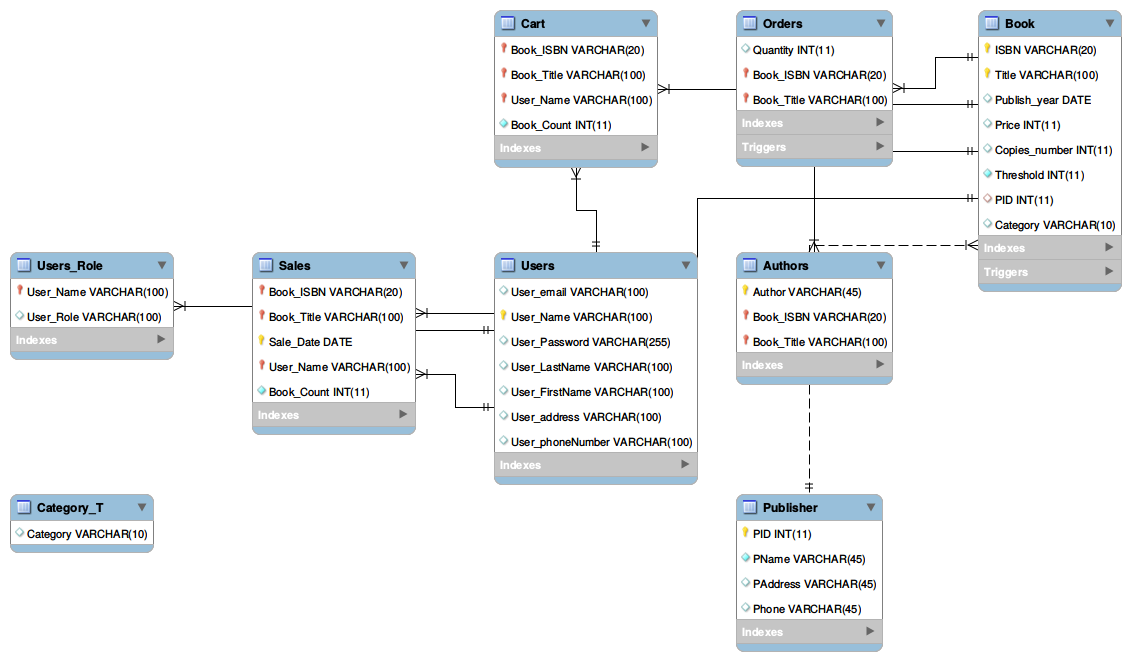 Cart
Book_ISBN VARCHAR(20)
Book_Title VARCHAR(100)
User_Name VARCHAR(100)
Book_Count INT(11)
Indexes
Orders
Quantity INT(11)
Book_ISBN VARCHAR(20)
Book_Title VARCHAR(100)
Indexes
Triggers
Book
ISBN VARCHAR(20)
Title VARCHAR(100)
Publish_year DATE
Price INT(11)
Copies_number INT(11)
Threshold INT(11)
PID INT(11)
Category VARCHAR(10)
Indexes
Triggers
Users_Role
User_Name VARCHAR(100)
User_Role VARCHAR(100)
Indexes
Sales
Book_ISBN VARCHAR(20)
Book_Title VARCHAR(100)
Sale_Date DATE
User_Name VARCHAR(100)
Book_Count INT(11)
Indexes
Users
User_email VARCHAR(100)
User_Name VARCHAR(100)
User_Password VARCHAR(255)
User_LastName VARCHAR(100)
User_FirstName VARCHAR(100)
User_address VARCHAR(100)
User_phoneNumber VARCHAR(100)
Indexes
Authors
Author VARCHAR(45)
Book_ISBN VARCHAR(20)
Book_Title VARCHAR(100)
Indexes
Category_T
Category VARCHAR(10)
Publisher
PID INT(11)
PName VARCHAR(45)
PAddress VARCHAR(45)
Phone VARCHAR(45)
Indexes